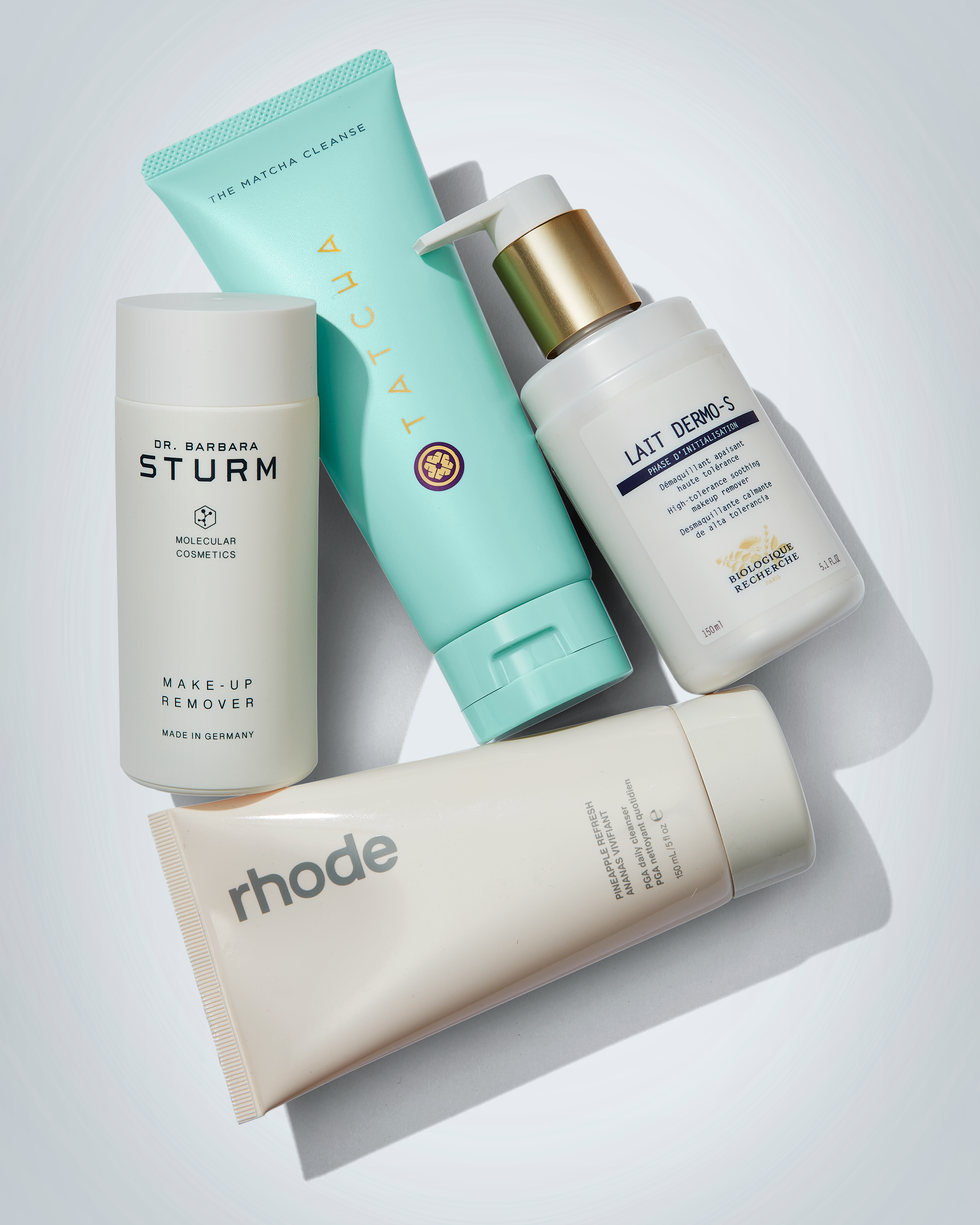 THE MATCHA CLEANSE
TATCHA
DR. BARBARA
STURM
MOLECULAR
COSMETICS
MAKE-UP
REMOVER
MADE IN GERMANY
LAIT DERMO-S
PHASE D'INITIALISATION
Démaquillant apaisant
haute tolérance
High-tolerance soothing
makeup remover
Desmaquillante calmante
de alta tolerancia
BIOLOGIQUE
RECHERCHE
150ml
5.1 FL.OZ
rhode
PINEAPPLE REFRESH
ANANAS VIVIFIANT
PGA daily cleanser
PGA nettoyant quotidien
150 mL/5 fl oz ℮